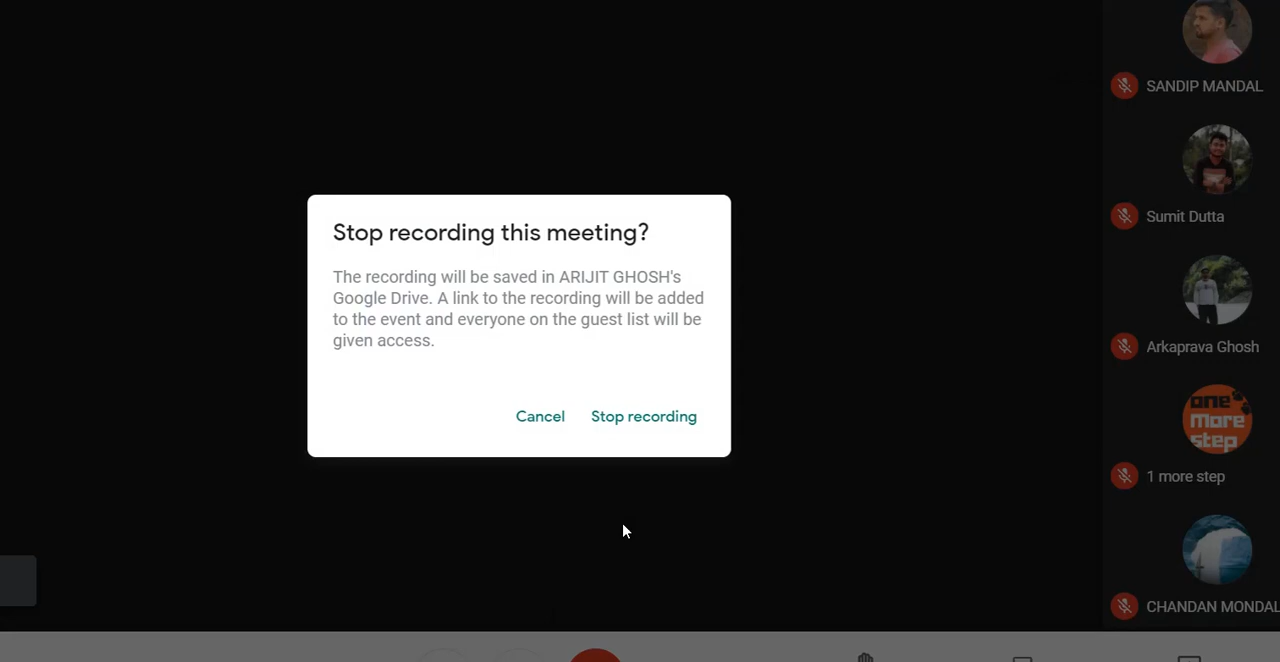 SANDIP MANDAL
Sumit Dutta
Arkaprava Ghosh
one
More
step
1 more step
CHANDAN MONDAL
Stop recording this meeting?
The recording will be saved in ARIJIT GHOSH's
Google Drive. A link to the recording will be added
to the event and everyone on the guest list will be
given access.
Cancel Stop recording